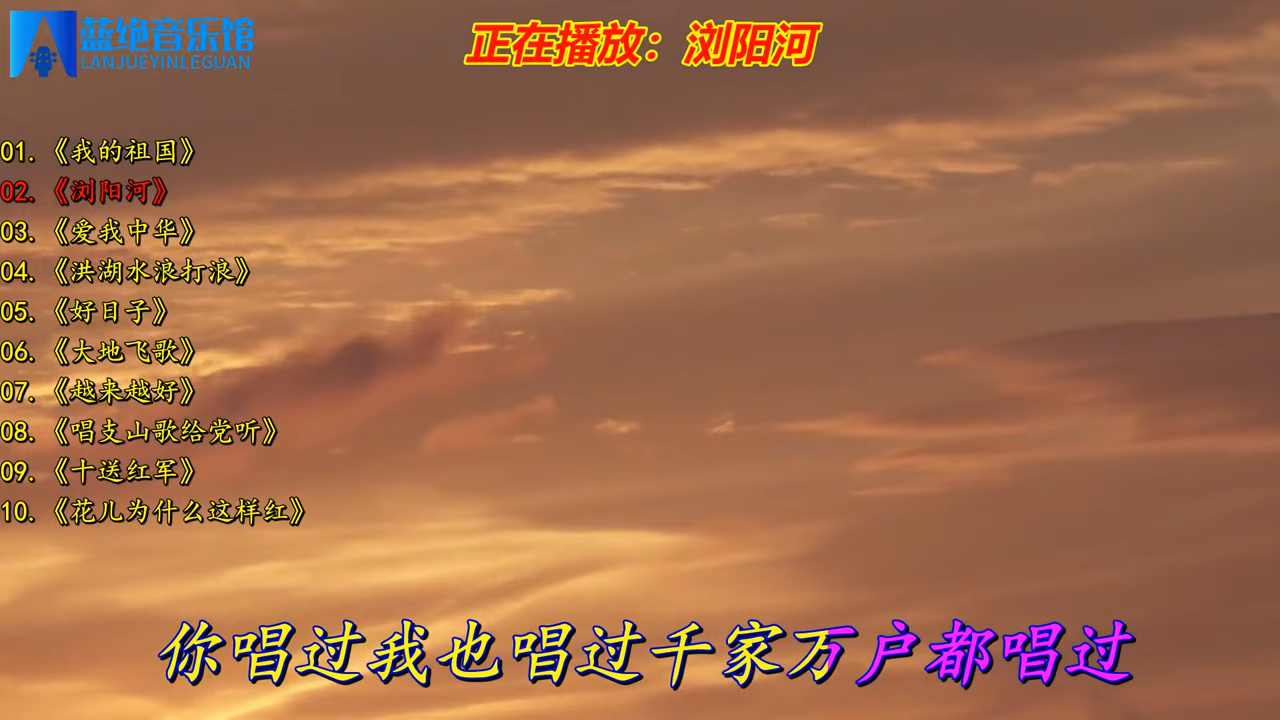 蓝绝音乐馆
LANJUEYINLEGUAN
正在播放：浏阳河
01.《我的祖国》
02.《浏阳河》
03.《爱我中华》
04.《洪湖水浪打浪》
05.《好日子》
06.《大地飞歌》
07.《越来越好》
08.《唱支山歌给党听》
09.《十送红军》
10.《花儿为什么这样红》
你唱过我也唱过千家万户都唱过